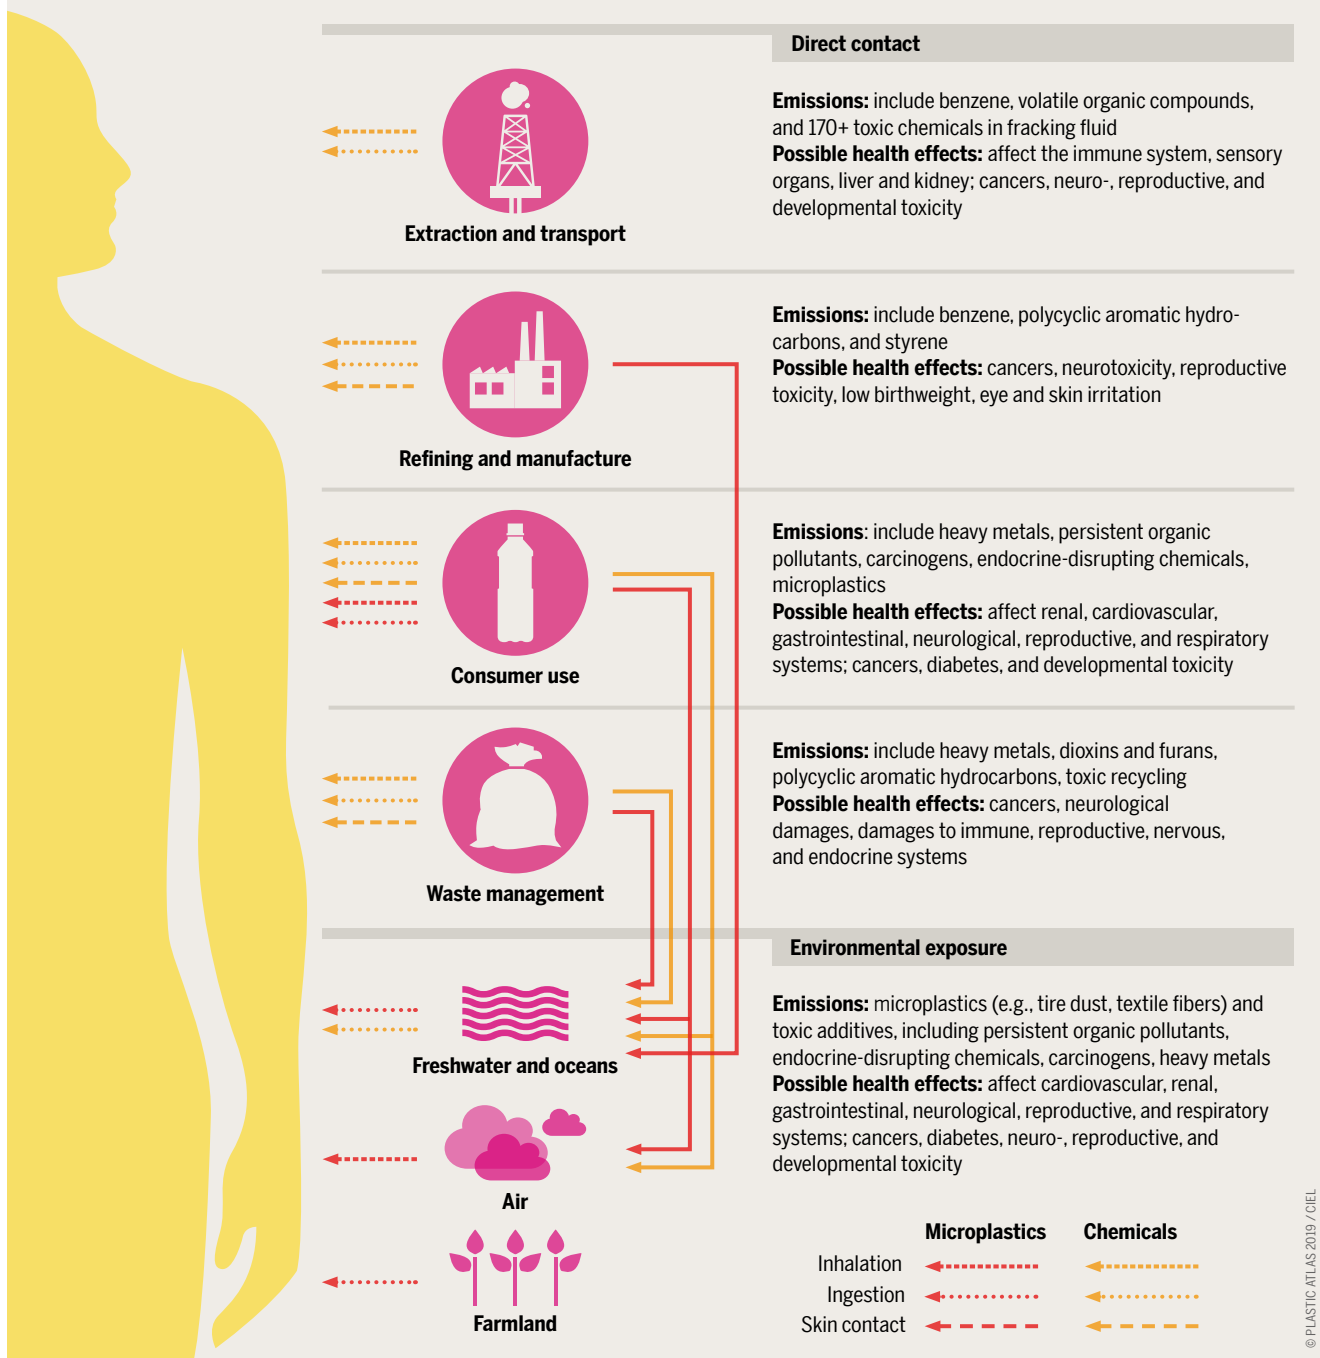 Direct contact
Emissions: include benzene, volatile organic compounds,
and 170+ toxic chemicals in fracking fluid
Possible health effects: affect the immune system, sensory
organs, liver and kidney; cancers, neuro-, reproductive, and
developmental toxicity
Extraction and transport
Emissions: include benzene, polycyclic aromatic hydro-
carbons, and styrene
Possible health effects: cancers, neurotoxicity, reproductive
toxicity, low birthweight, eye and skin irritation
Refining and manufacture
Emissions: include heavy metals, persistent organic
pollutants, carcinogens, endocrine-disrupting chemicals,
microplastics
Possible health effects: affect renal, cardiovascular,
gastrointestinal, neurological, reproductive, and respiratory
systems; cancers, diabetes, and developmental toxicity
Consumer use
Emissions: include heavy metals, dioxins and furans,
polycyclic aromatic hydrocarbons, toxic recycling
Possible health effects: cancers, neurological
damages, damages to immune, reproductive, nervous,
and endocrine systems
Waste management
Environmental exposure
Emissions: microplastics (e.g., tire dust, textile fibers) and
toxic additives, including persistent organic pollutants,
endocrine-disrupting chemicals, carcinogens, heavy metals
Possible health effects: affect cardiovascular, renal,
gastrointestinal, neurological, reproductive, and respiratory
systems; cancers, diabetes, neuro-, reproductive, and
developmental toxicity
Freshwater and oceans
Air
Farmland
Microplastics Chemicals
Inhalation
Ingestion
Skin contact
© PLASTIC ATLAS 2019 / CIEL